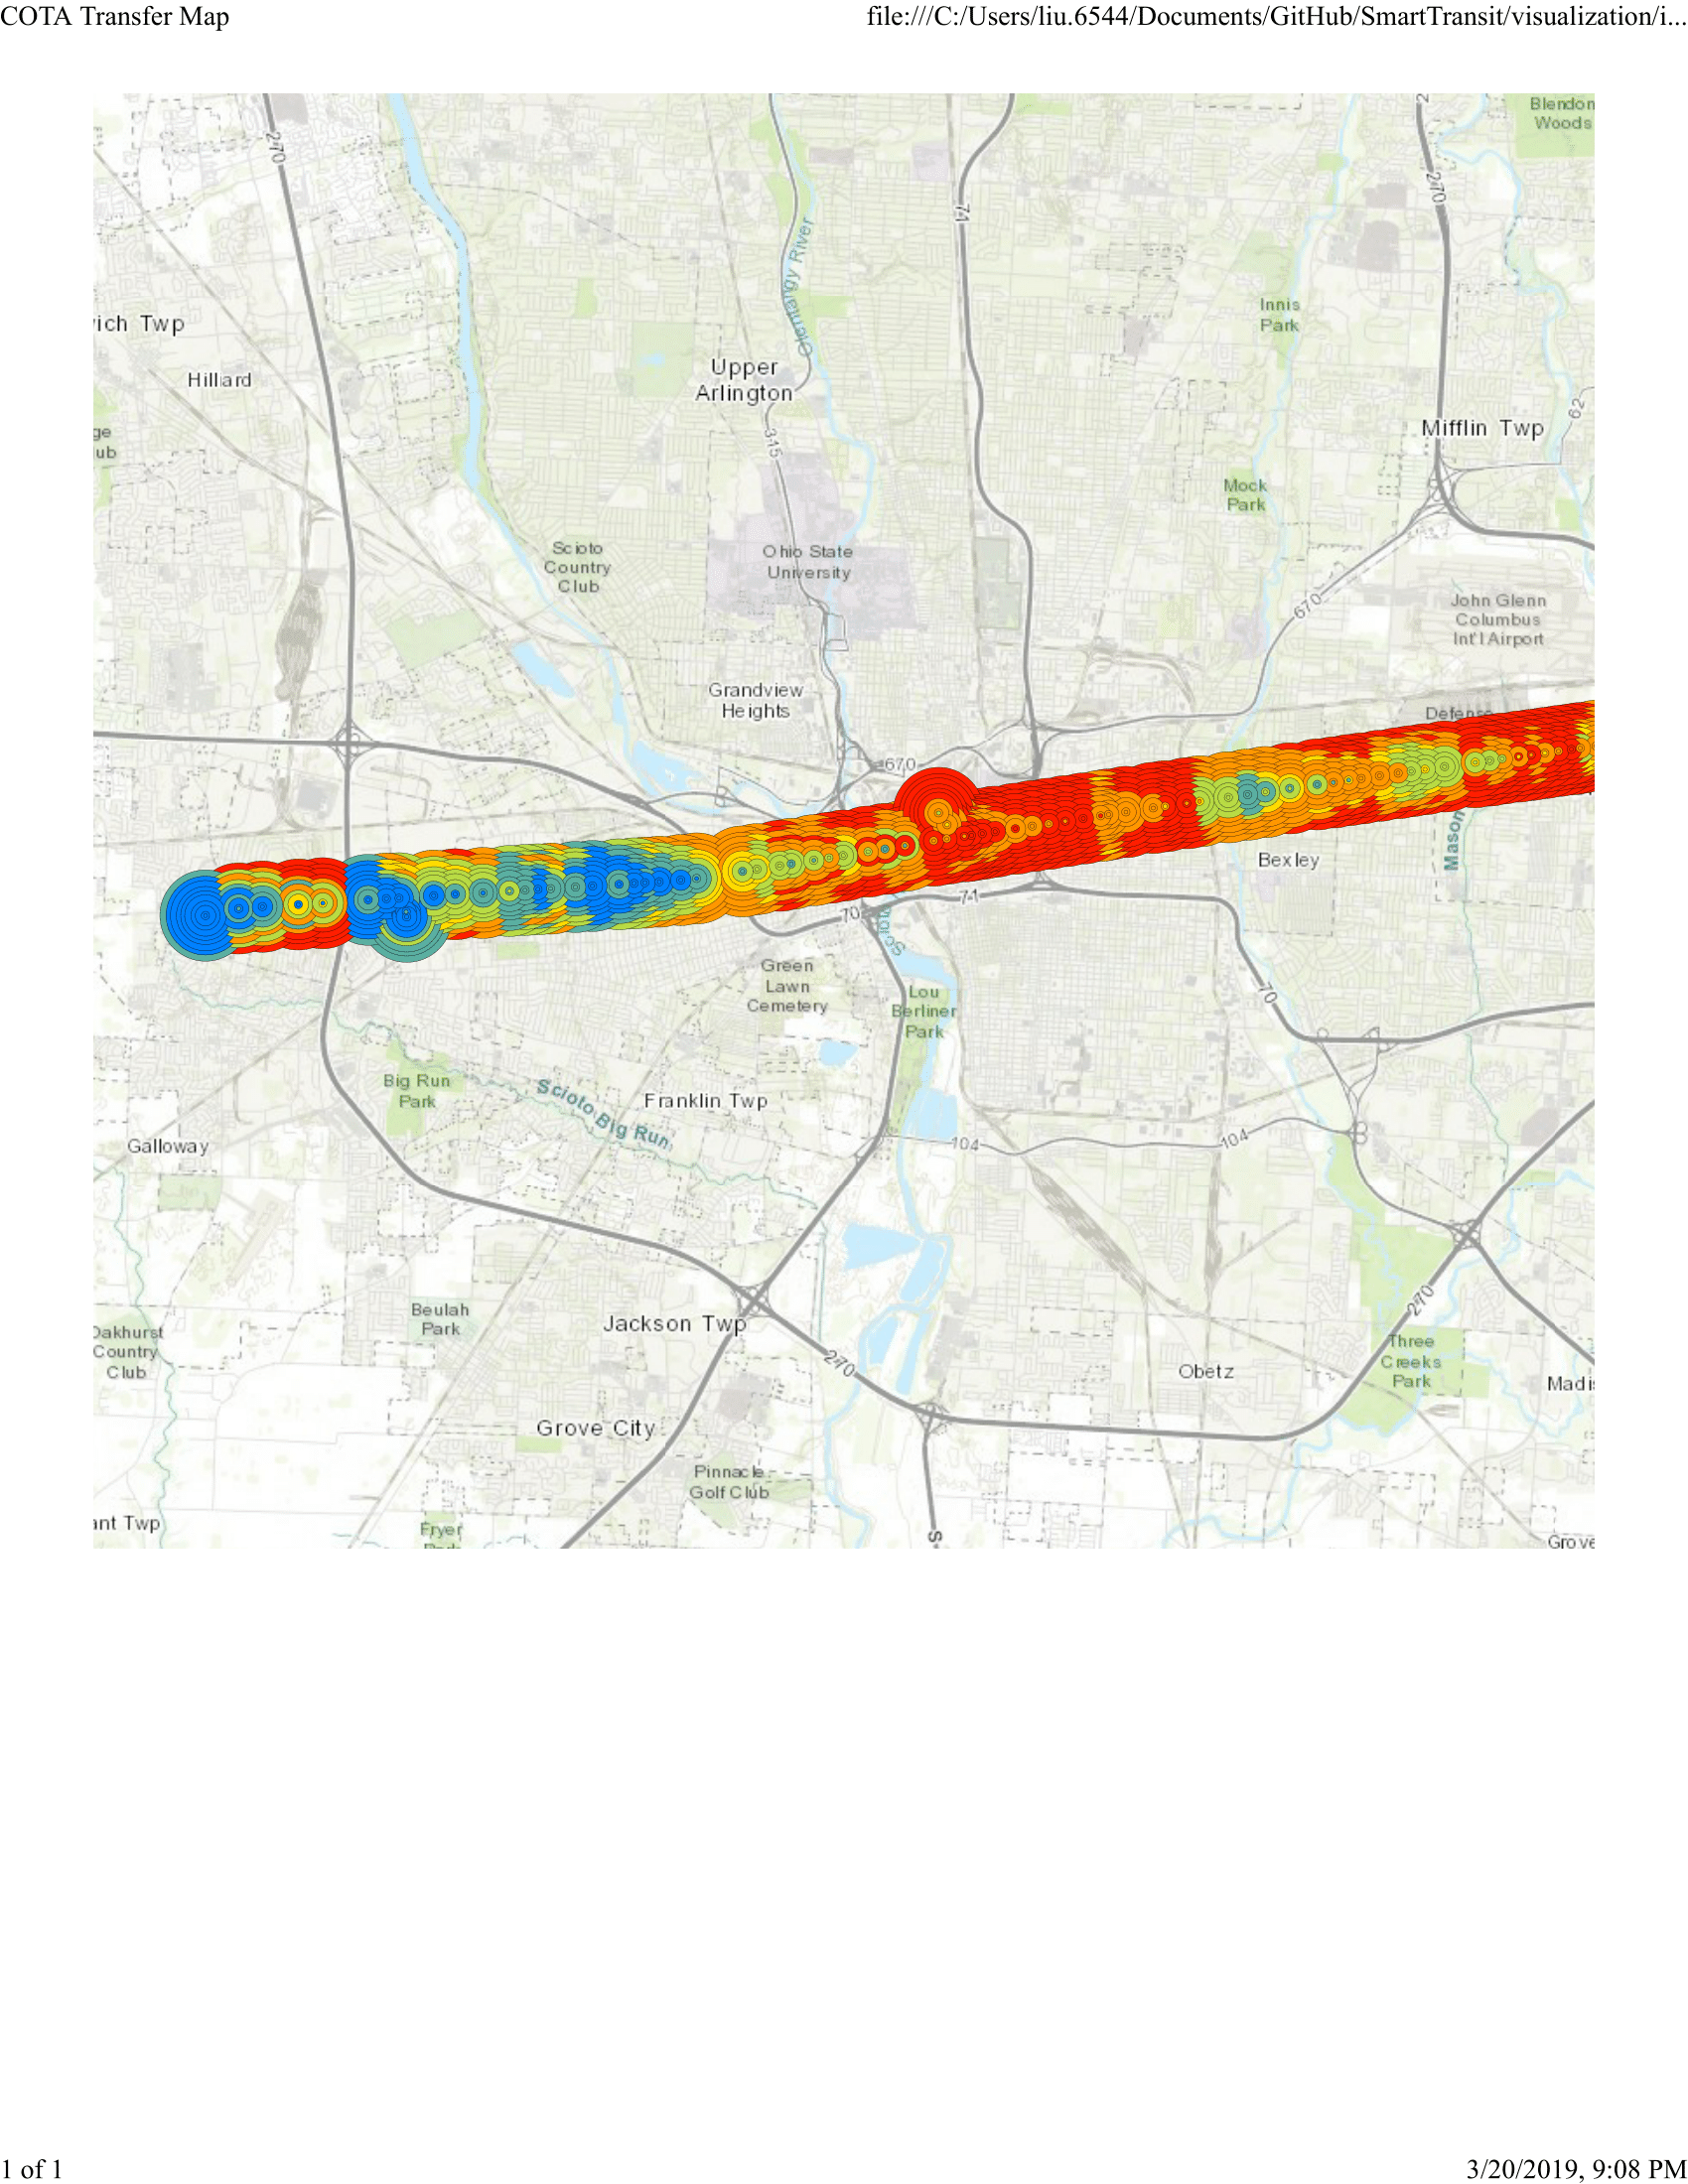 COTA Transfer Map
file:///C:/Users/liu.6544/Documents/GitHub/SmartTransit/visualization/i...
Blendon
Woods
270
71
2
270
Olentangy River
Innis
Park
ich Twp
Hilliard
Upper
Arlington
62
ge
ub
315
Mifflin Twp
Mock
Park
Scioto
Country
Club
Ohio State
University
670
John Glenn
Columbus
Int'l Airport
Grandview
Heights
Defense
670
Mason
Bexley
71
70
Green
Lawn
Cemetery
Lou
Berliner
Park
70
Big Run
Park
Scioto Big Run
Franklin Twp
Galloway
104
104
Beulah
Park
Jackson Twp
270
270
Oakhurst
Country
Club
Three
Creeks
Park
Obetz
Madis
Grove City
Pinnacle
Golf Club
ant Twp
Fryer
S
Grove
1 of 1
3/20/2019, 9:08 PM